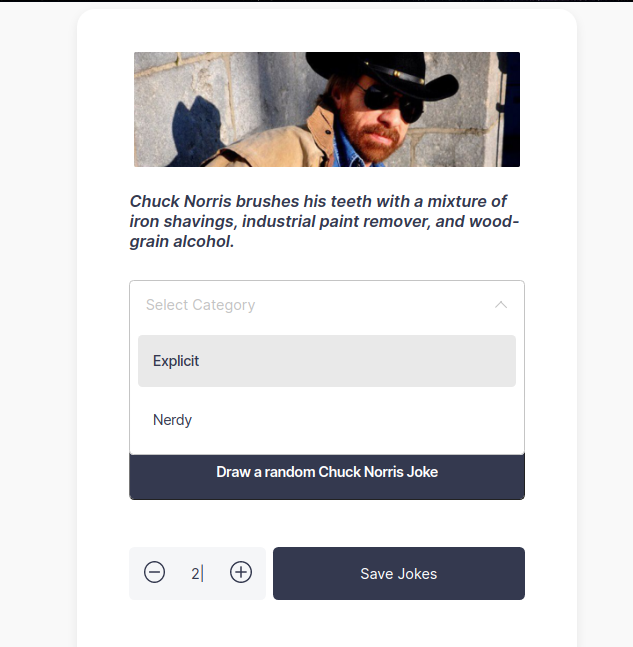 Chuck Norris brushes his teeth with a mixture of
iron shavings, industrial paint remover, and wood-
grain alcohol.
Select Category
Explicit
Nerdy
Draw a random Chuck Norris Joke
2
Save Jokes